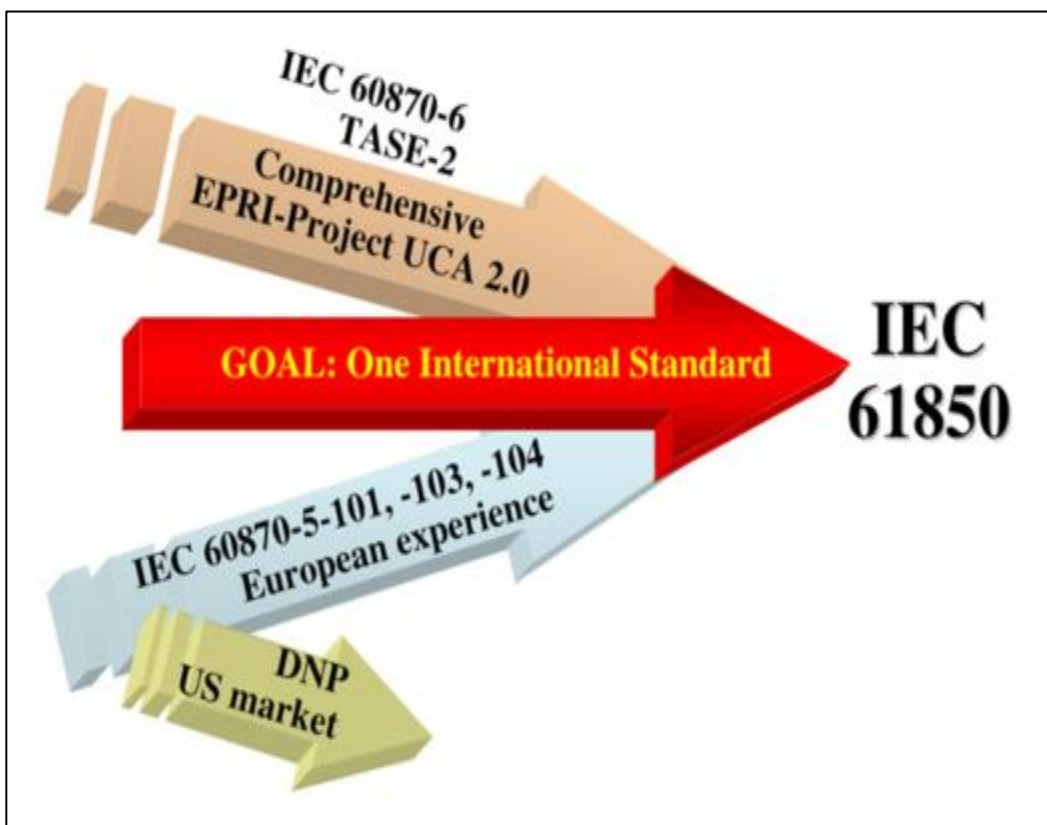 IEC 60870-6
TASE-2
Comprehensive
EPRI-Project UCA 2.0
GOAL: One International Standard
IEC
61850
IEC 60870-5-101, -103, -104
European experience
DNP
US market